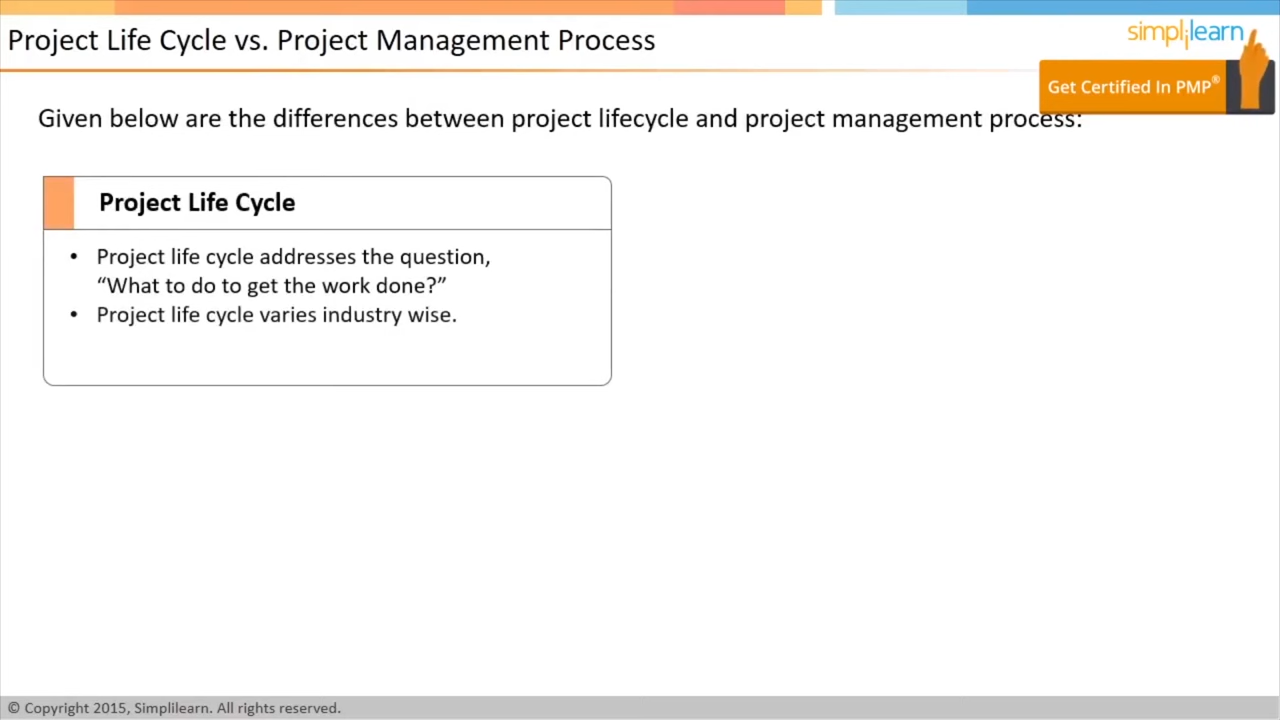 Project Life Cycle vs. Project Management Process
simplilearn
Get Certified In PMP®
Given below are the differences between project lifecycle and project management process:
Project Life Cycle
• Project life cycle addresses the question,
“What to do to get the work done?”
• Project life cycle varies industry wise.
© Copyright 2015, Simplilearn. All rights reserved.